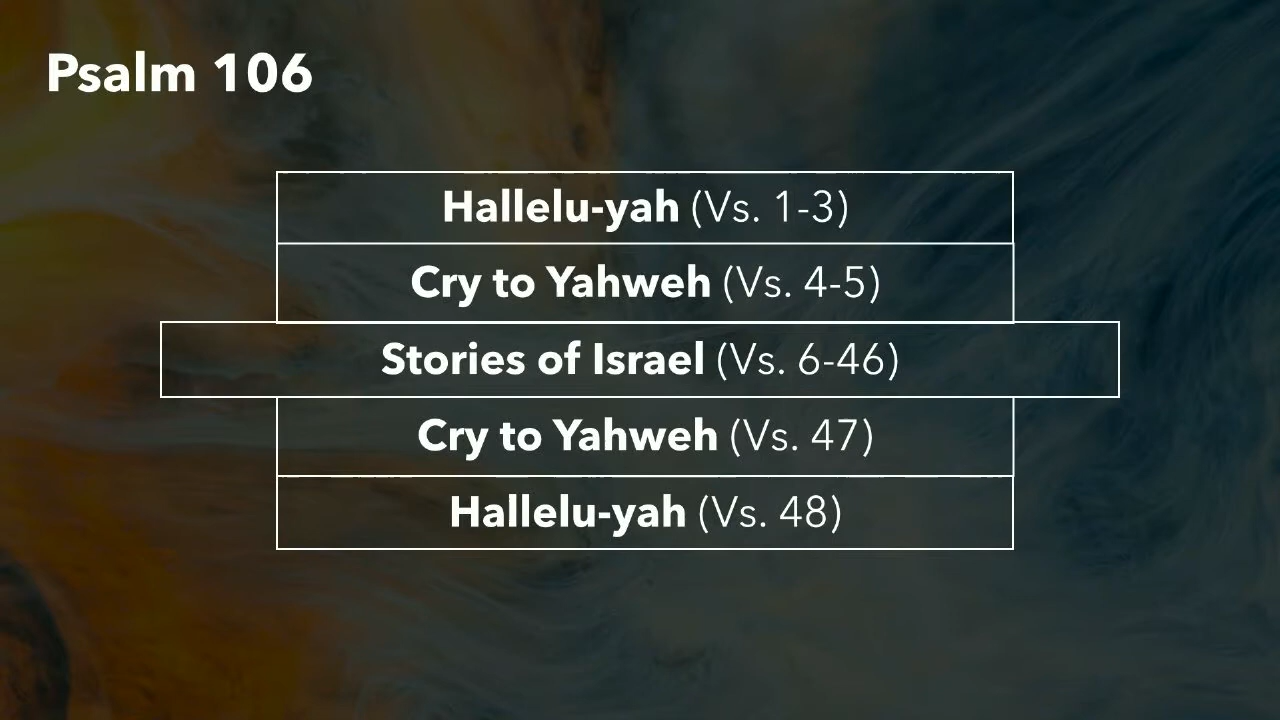 Psalm 106
Hallelu-yah (Vs. 1-3)
Cry to Yahweh (Vs. 4-5)
Stories of Israel (Vs. 6-46)
Cry to Yahweh (Vs. 47)
Hallelu-yah (Vs. 48)